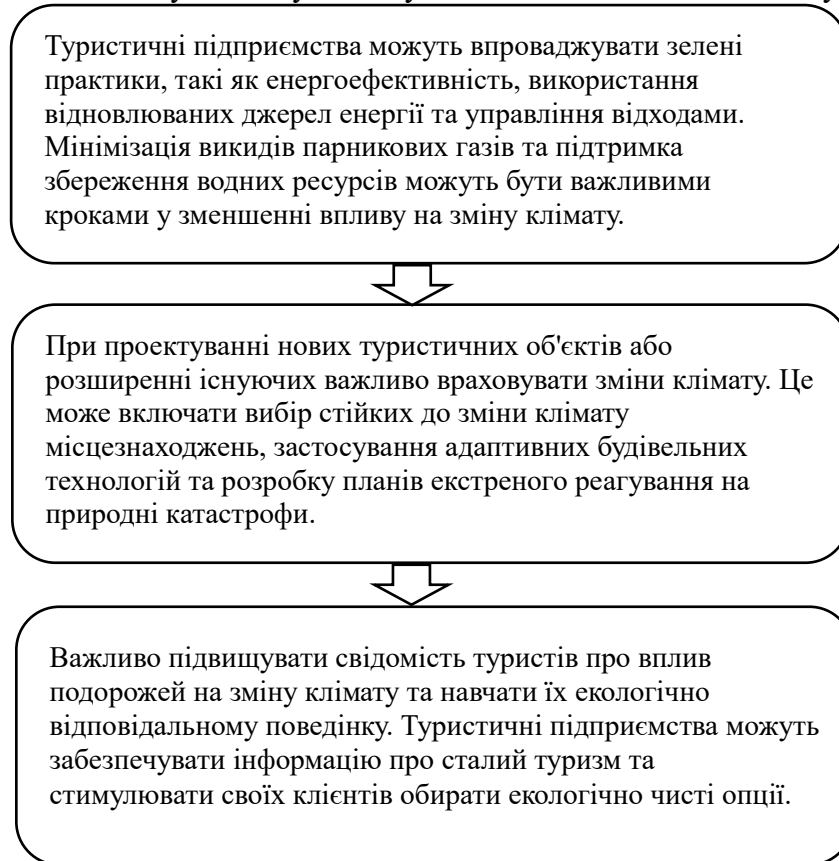 Туристичні підприємства можуть впроваджувати зелені
практики, такі як енергоефективність, використання
відновлюваних джерел енергії та управління відходами.
Мінімізація викидів парникових газів та підтримка
збереження водних ресурсів можуть бути важливими
кроками у зменшенні впливу на зміну клімату.
При проектуванні нових туристичних об'єктів або
розширенні існуючих важливо враховувати зміни клімату. Це
може включати вибір стійких до зміни клімату
місцезнаходжень, застосування адаптивних будівельних
технологій та розробку планів екстреного реагування на
природні катастрофи.
Важливо підвищувати свідомість туристів про вплив
подорожей на зміну клімату та навчати їх екологічно
відповідальному поведінку. Туристичні підприємства можуть
забезпечувати інформацію про сталий туризм та
стимулювати своїх клієнтів обирати екологічно чисті опції.